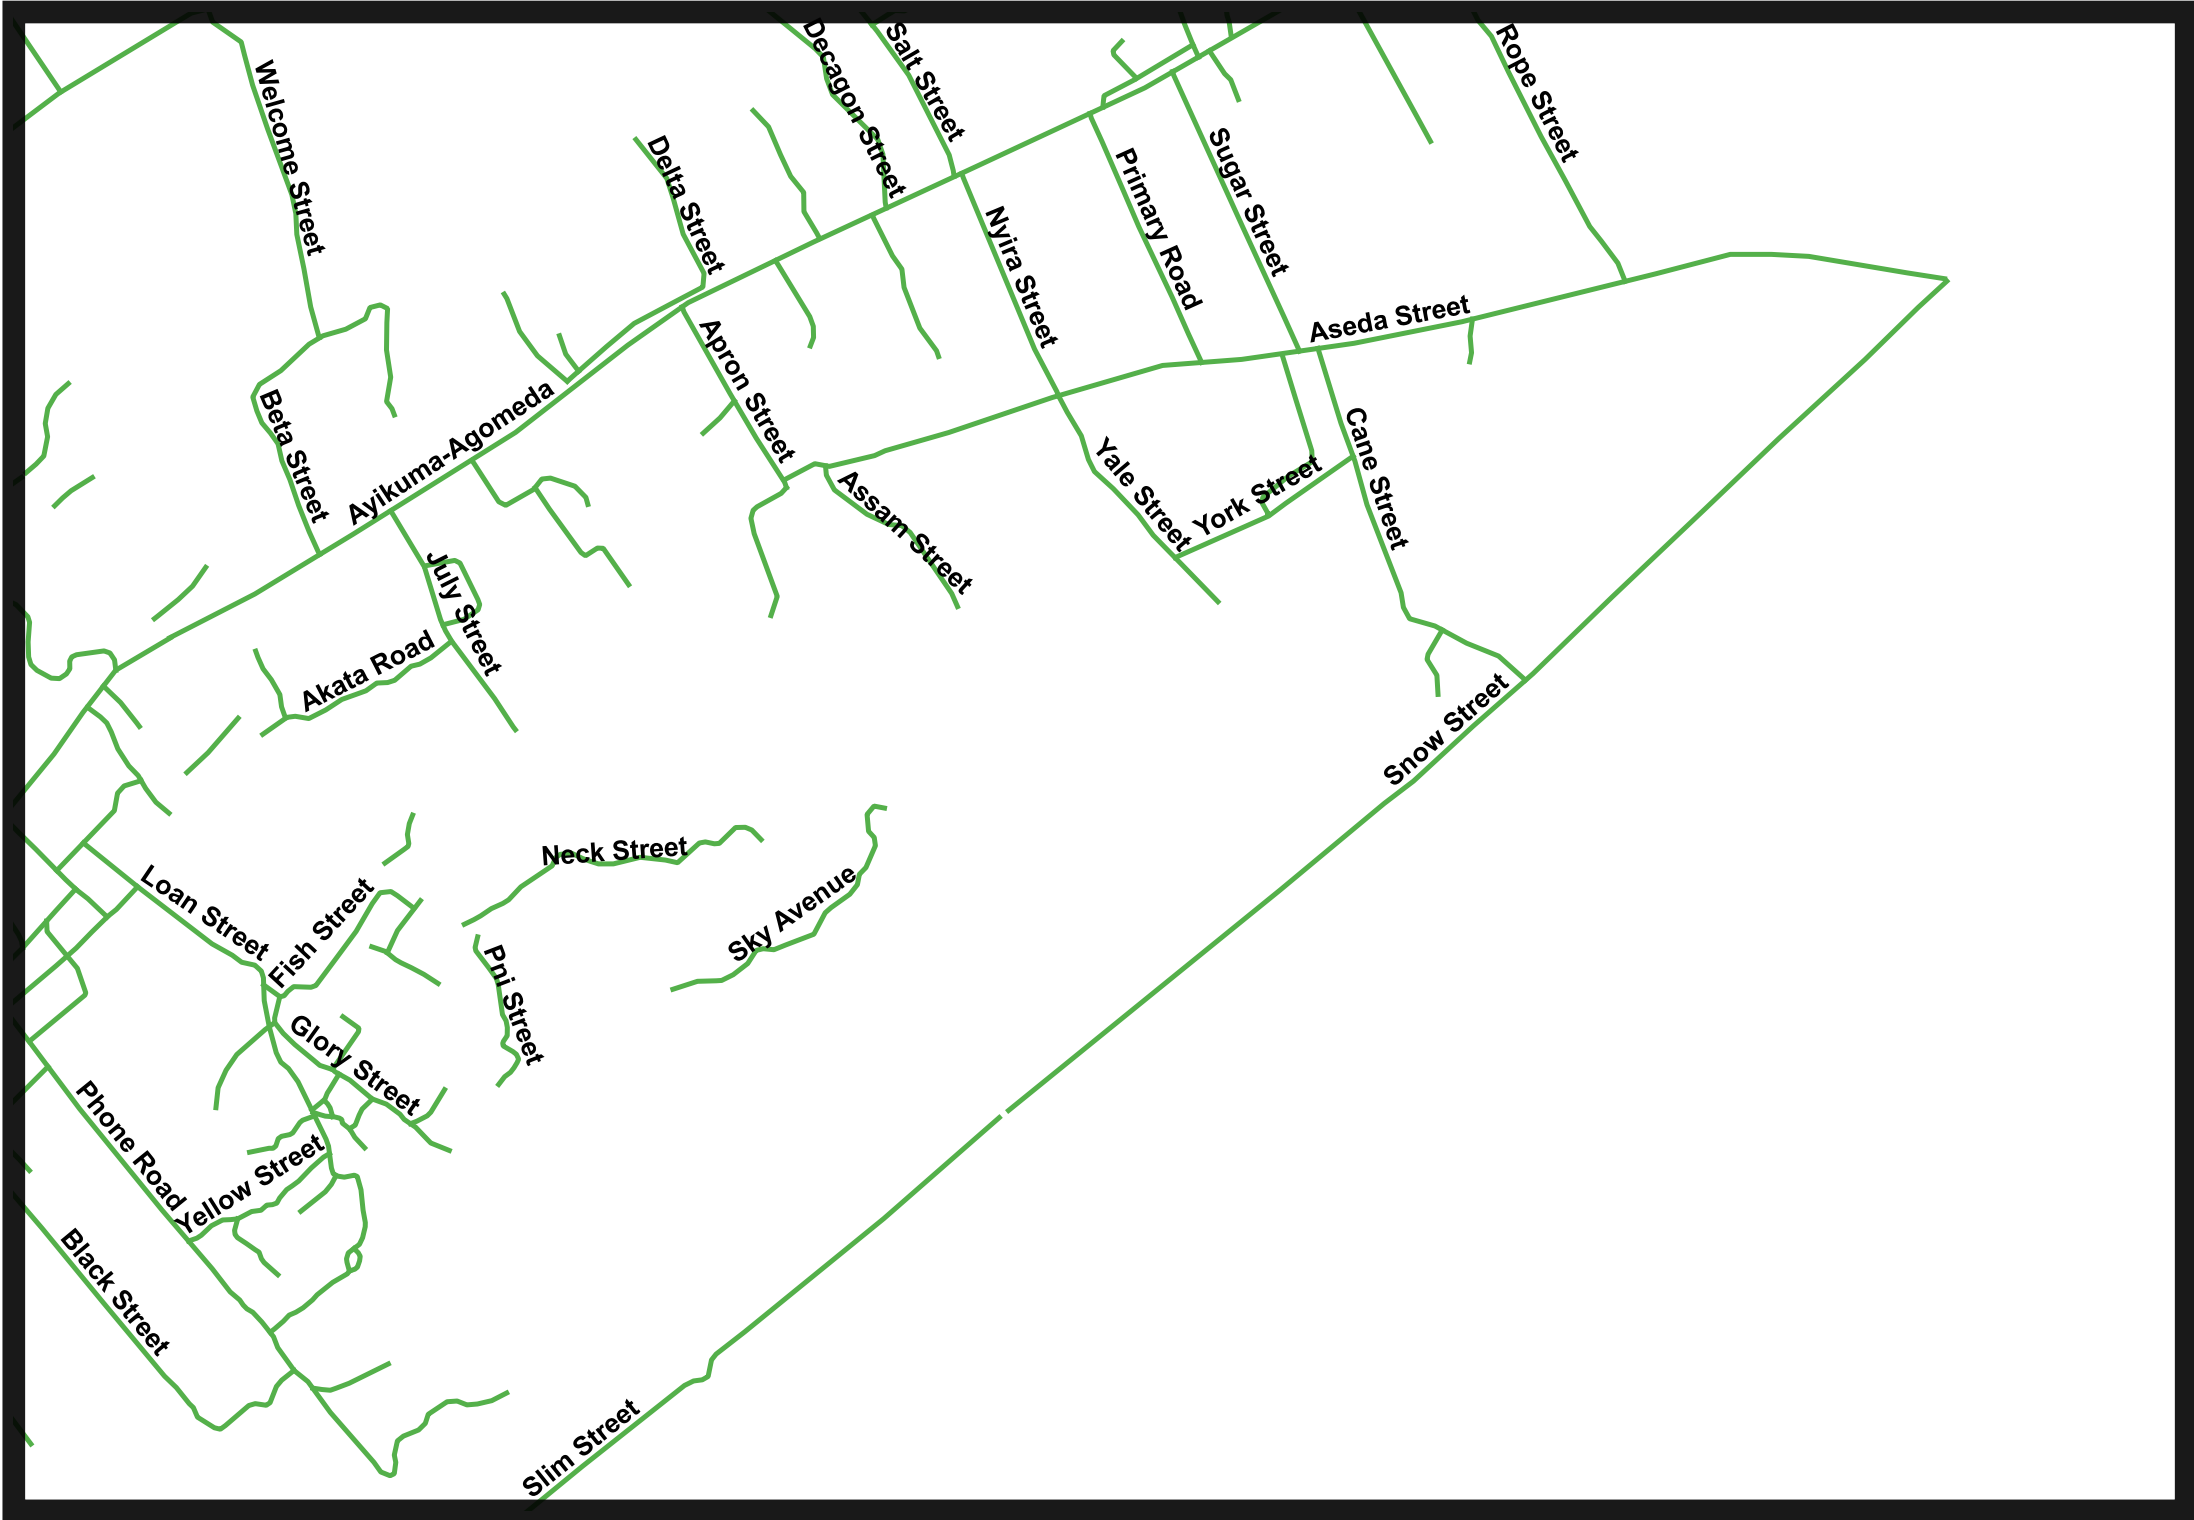 Welcome Street
Decagon Street
Salt Street
Rope Street
Delta Street
Sugar Street
Primary Road
Nyira Street
Aseda Street
Apron Street
Beta Street
Ayikuma-Agomeda
Cane Street
Yale Street
York Street
Assam Street
July Street
Akata Road
Snow Street
Neck Street
Loan Street
Fish Street
Sky Avenue
Pni Street
Glory Street
Phone Road
Yellow Street
Black Street
Slim Street